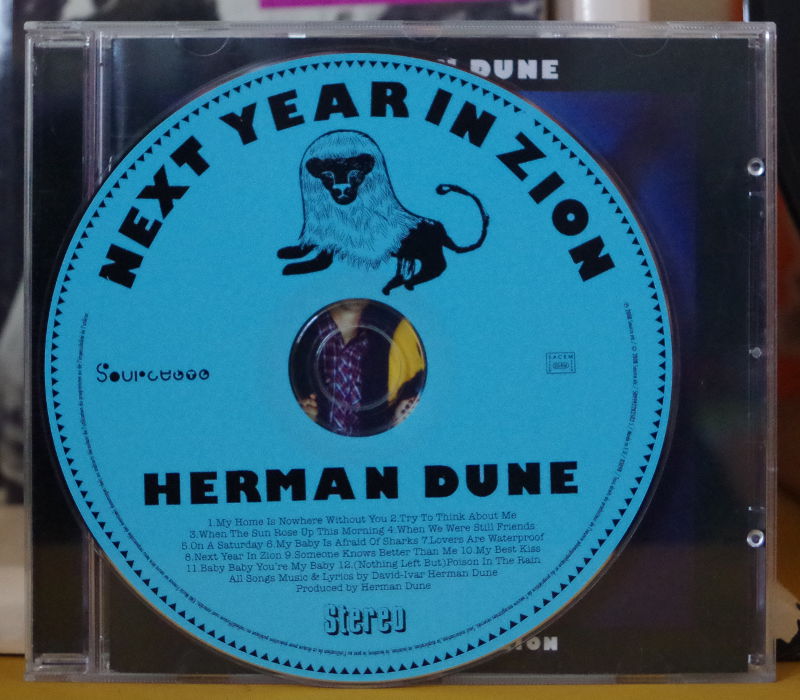 DUNE
NEXT YEAR IN ZION
SACEM
HERMAN DUNE
1.My Home Is Nowhere Without You 2.Try To Think About Me
3.When The Sun Rose Up This Morning 4.When We Were Still Friends
5.On A Saturday 6.My Baby Is Afraid Of Sharks 7.Lovers Are Waterproof
8.Next Year In Zion 9.Someone Knows Better Than Me 10.My Best Kiss
11.Baby Baby You're My Baby 12.(Nothing Left But)Poison In The Rain
All Songs Music & Lyrics by David-Ivar Herman Dune
Produced by Herman Dune
Stereo